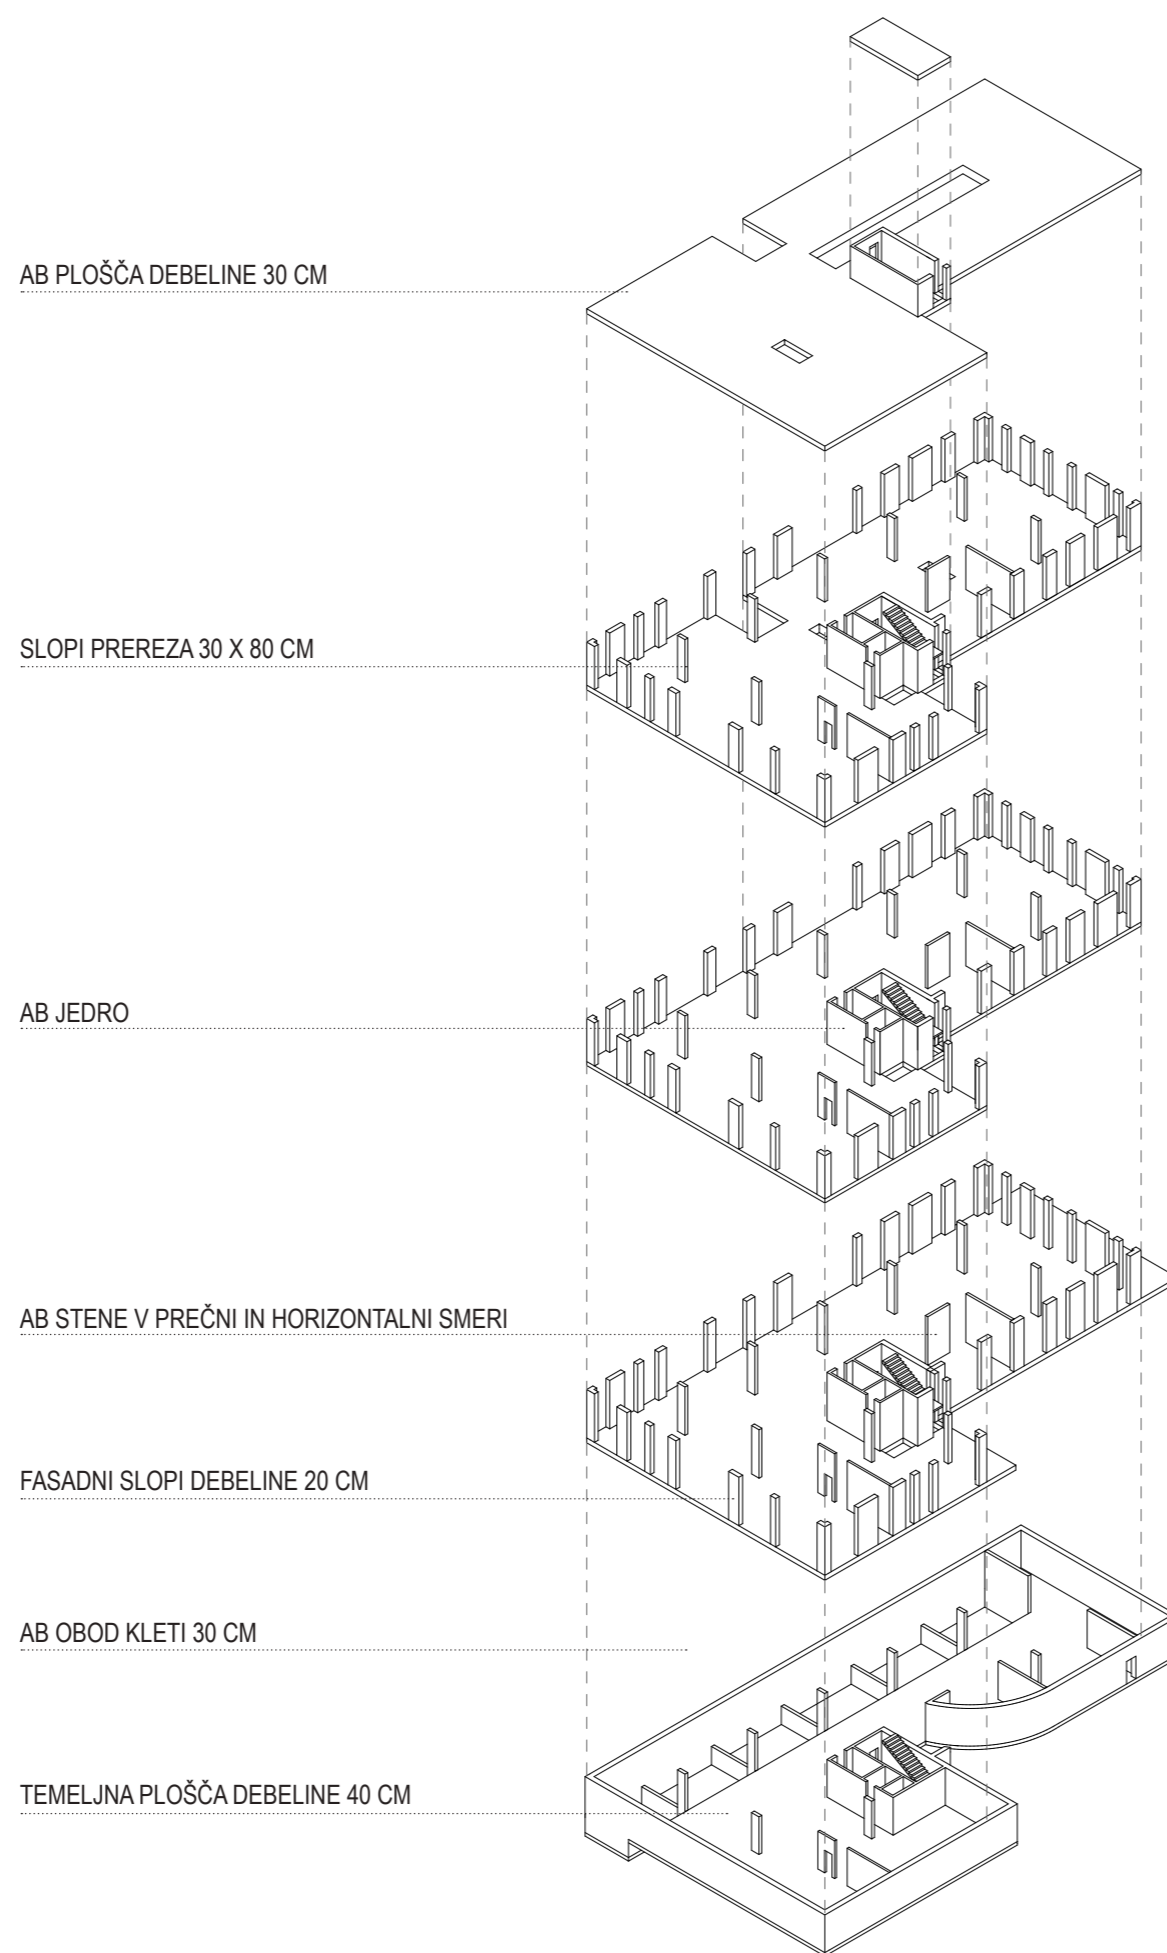 AB PLOŠČA DEBELINE 30 CM
SLOPI PREREZA 30 X 80 CM
AB JEDRO
AB STENE V PREČNI IN HORIZONTALNI SMERI
FASADNI SLOPI DEBELINE 20 CM
AB OBOD KLETI 30 CM
TEMELJNA PLOŠČA DEBELINE 40 CM